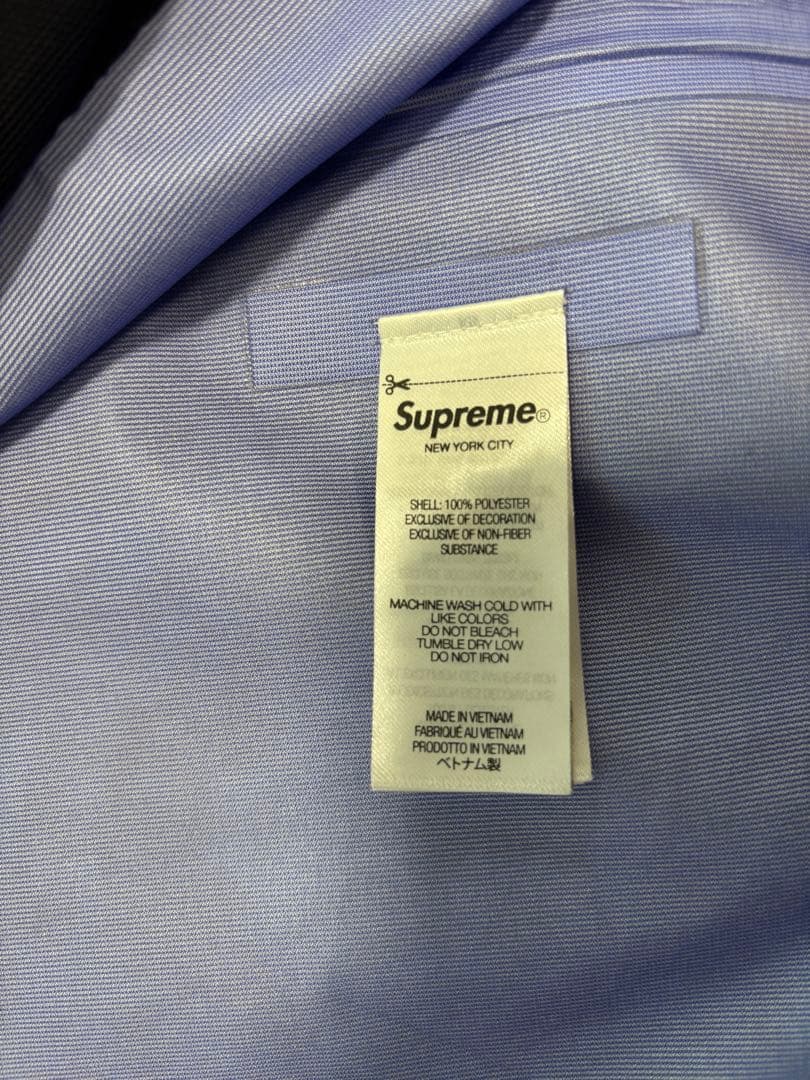 Supreme®
NEW YORK CITY
SHELL: 100% POLYESTER
EXCLUSIVE OF DECORATION
EXCLUSIVE OF NON-FIBER
SUBSTANCE
MACHINE WASH COLD WITH
LIKE COLORS
DO NOT BLEACH
TUMBLE DRY LOW
DO NOT IRON
MADE IN VIETNAM
FABRIQUÉ AU VIETNAM
PRODOTTO IN VIETNAM
ベトナム製